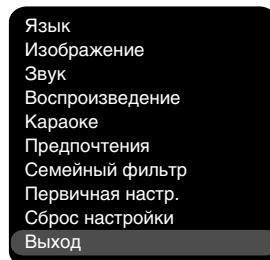 Язык
Изображение
Звук
Воспроизведение
Караоке
Предпочтения
Семейный фильтр
Первичная настр.
Сброс настройки
Выход